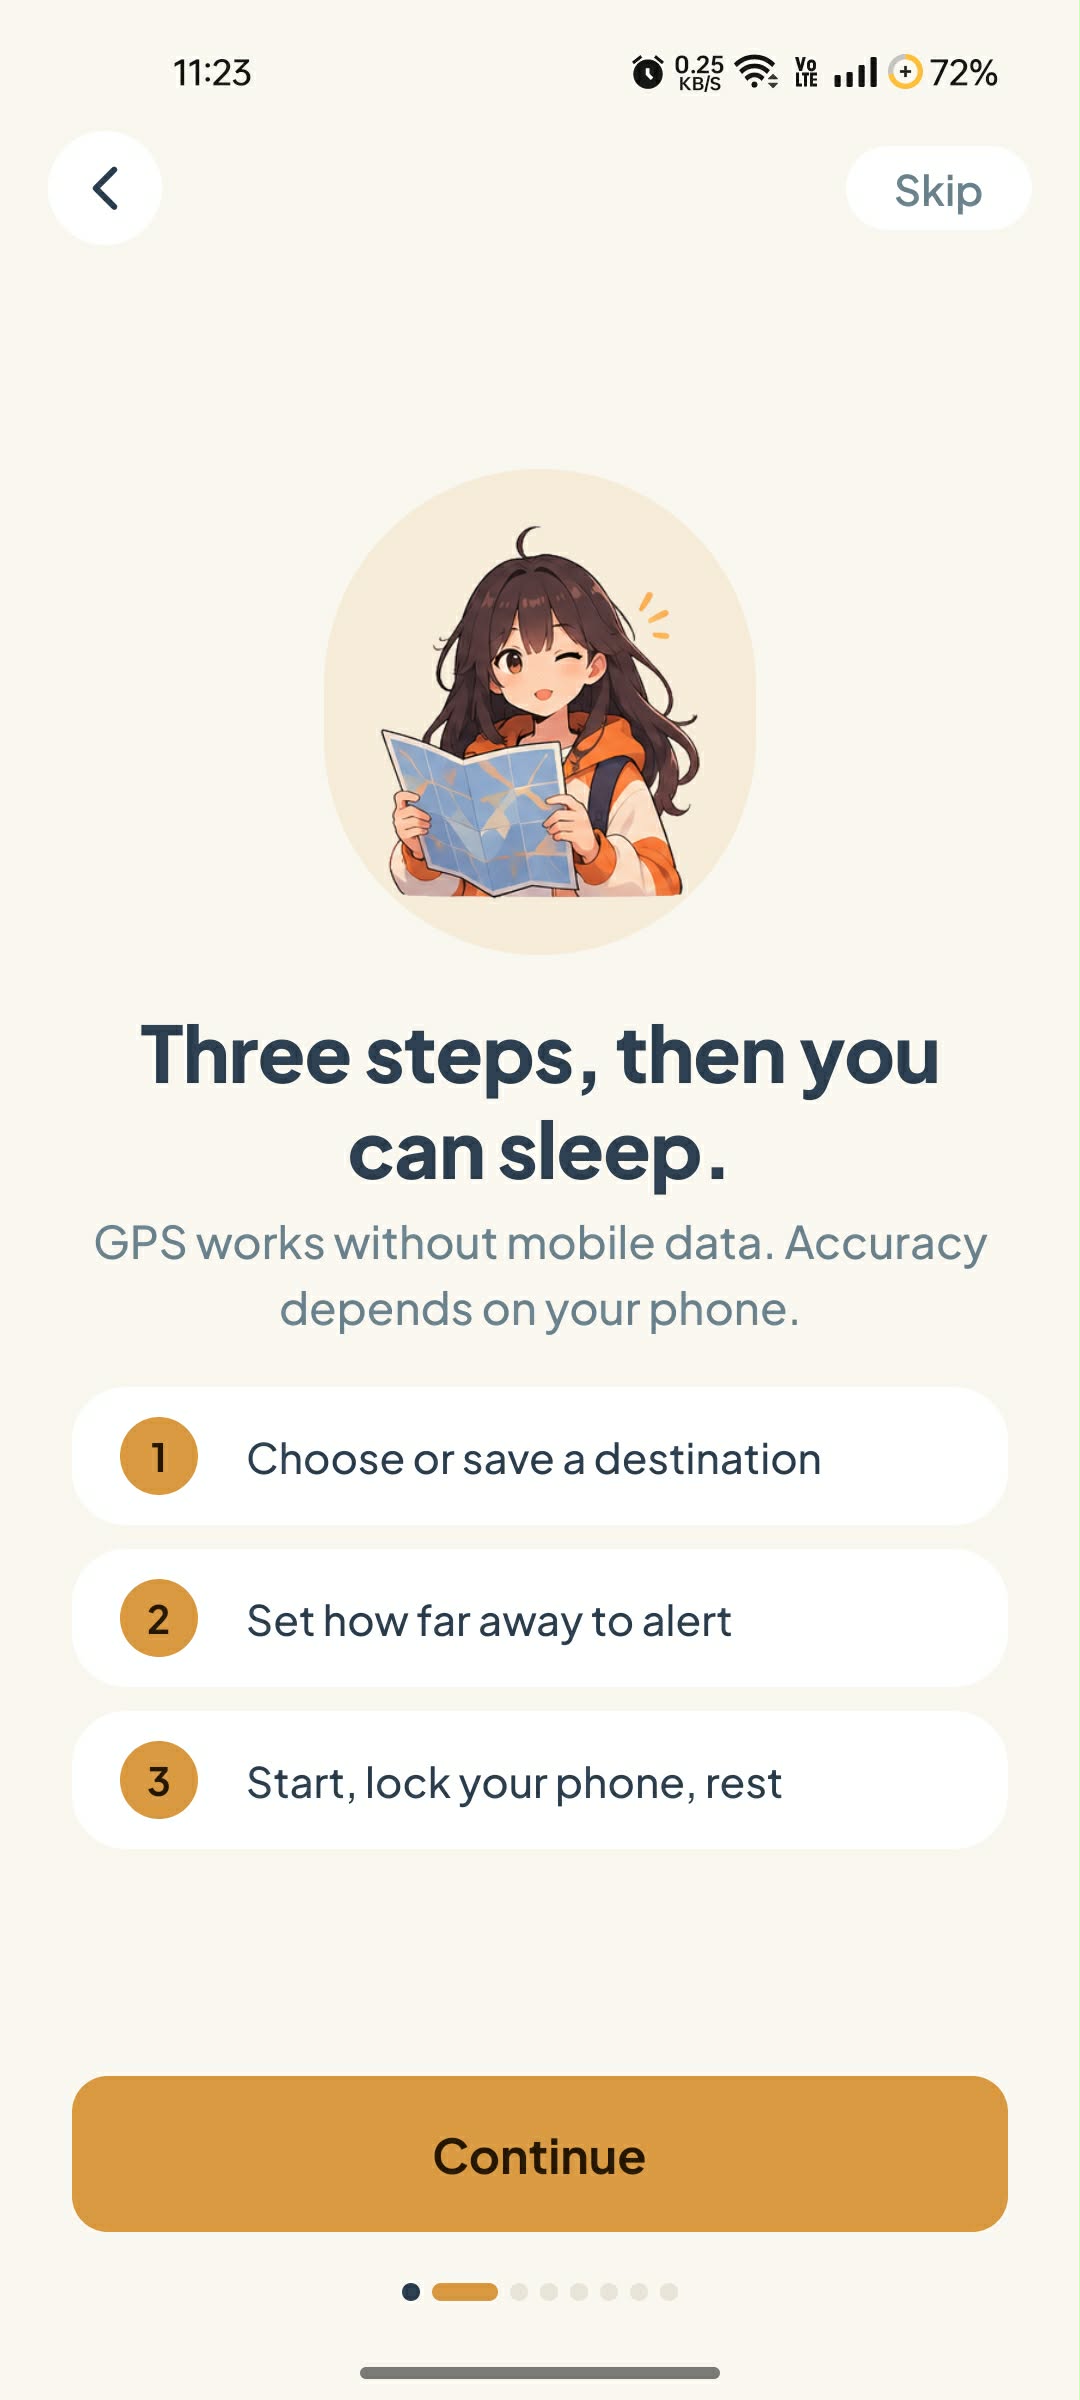 11:23
0.25
KB/S
Vo
LTE
72%
Skip
Three steps, then you
can sleep.
GPS works without mobile data. Accuracy
depends on your phone.
1 Choose or save a destination
2 Set how far away to alert
3 Start, lock your phone, rest
Continue